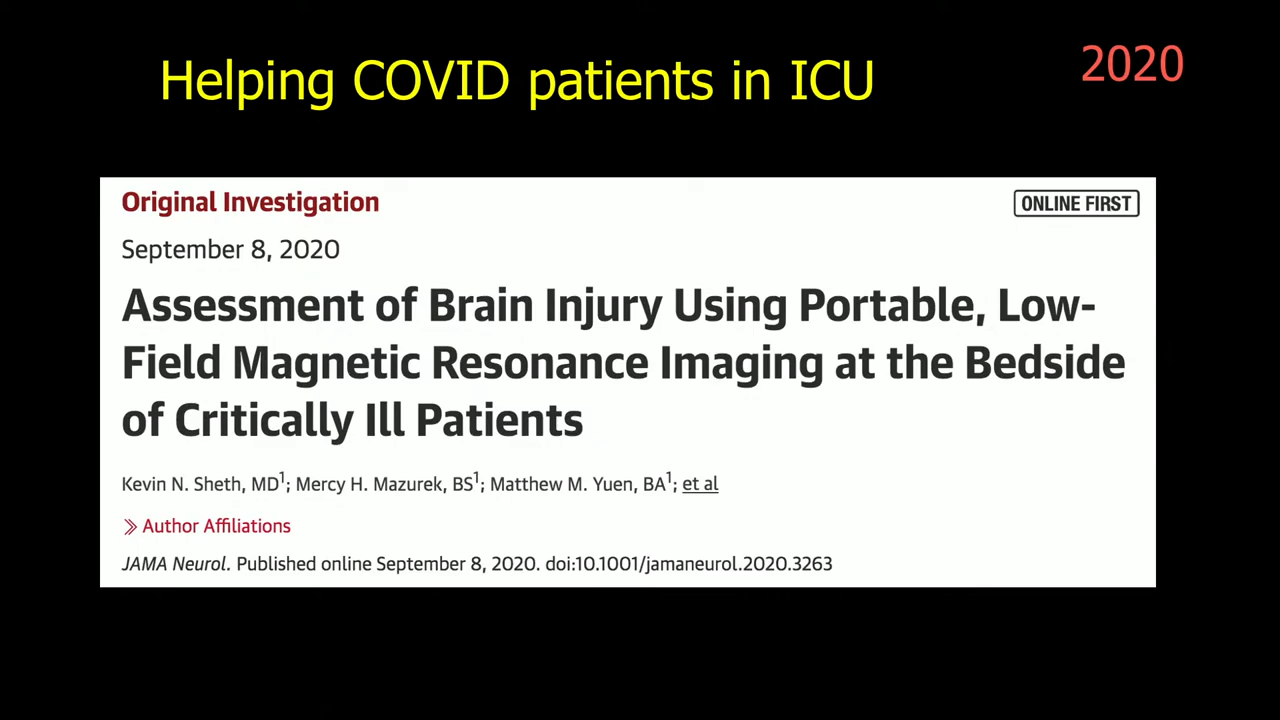 Helping COVID patients in ICU
2020
Original Investigation
ONLINE FIRST
September 8, 2020
Assessment of Brain Injury Using Portable, Low-
Field Magnetic Resonance Imaging at the Bedside
of Critically Ill Patients
Kevin N. Sheth, MD1; Mercy H. Mazurek, BS1; Matthew M. Yuen, BA1; et al
Author Affiliations
JAMA Neurol. Published online September 8, 2020. doi:10.1001/jamaneurol.2020.3263